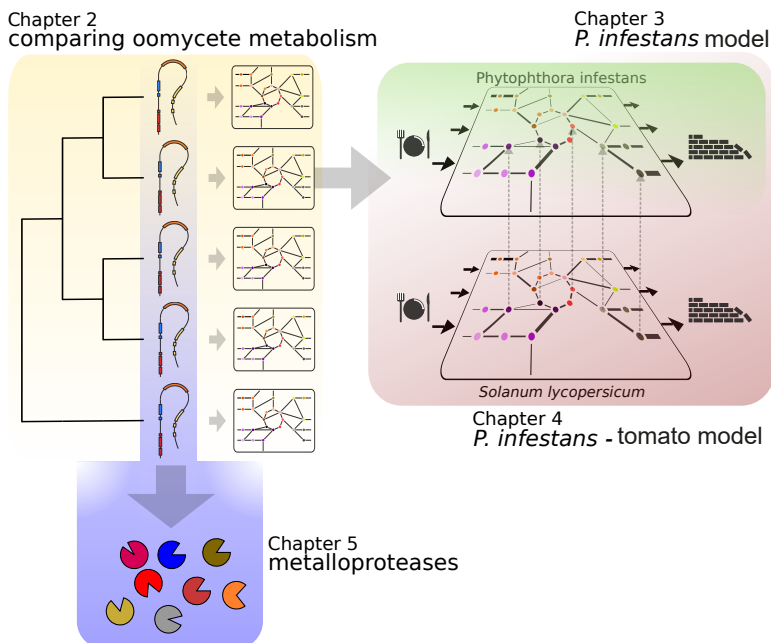 Chapter 2
comparing oomycete metabolism
Chapter 3
P. infestans model
Phytophthora infestans
Solanum lycopersicum
Chapter 4
P. infestans - tomato model
Chapter 5
metalloproteases